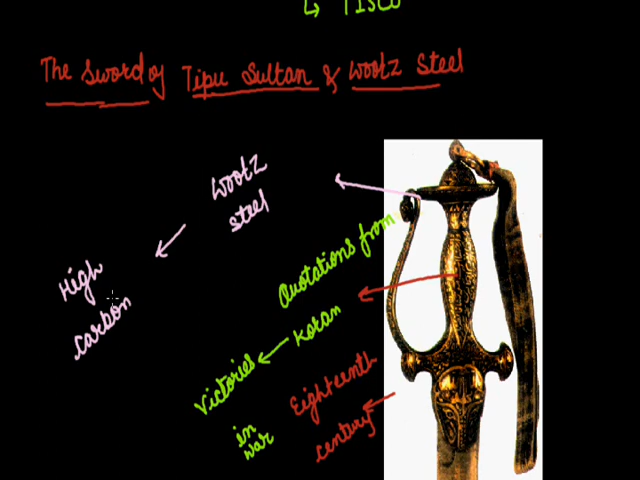 ↳ TISCO
The Sword of Tipu Sultan & Wootz Steel
Wootz
steel
High
carbon
Quotations from
Koran
Victories
in
war
Eighteenth
century